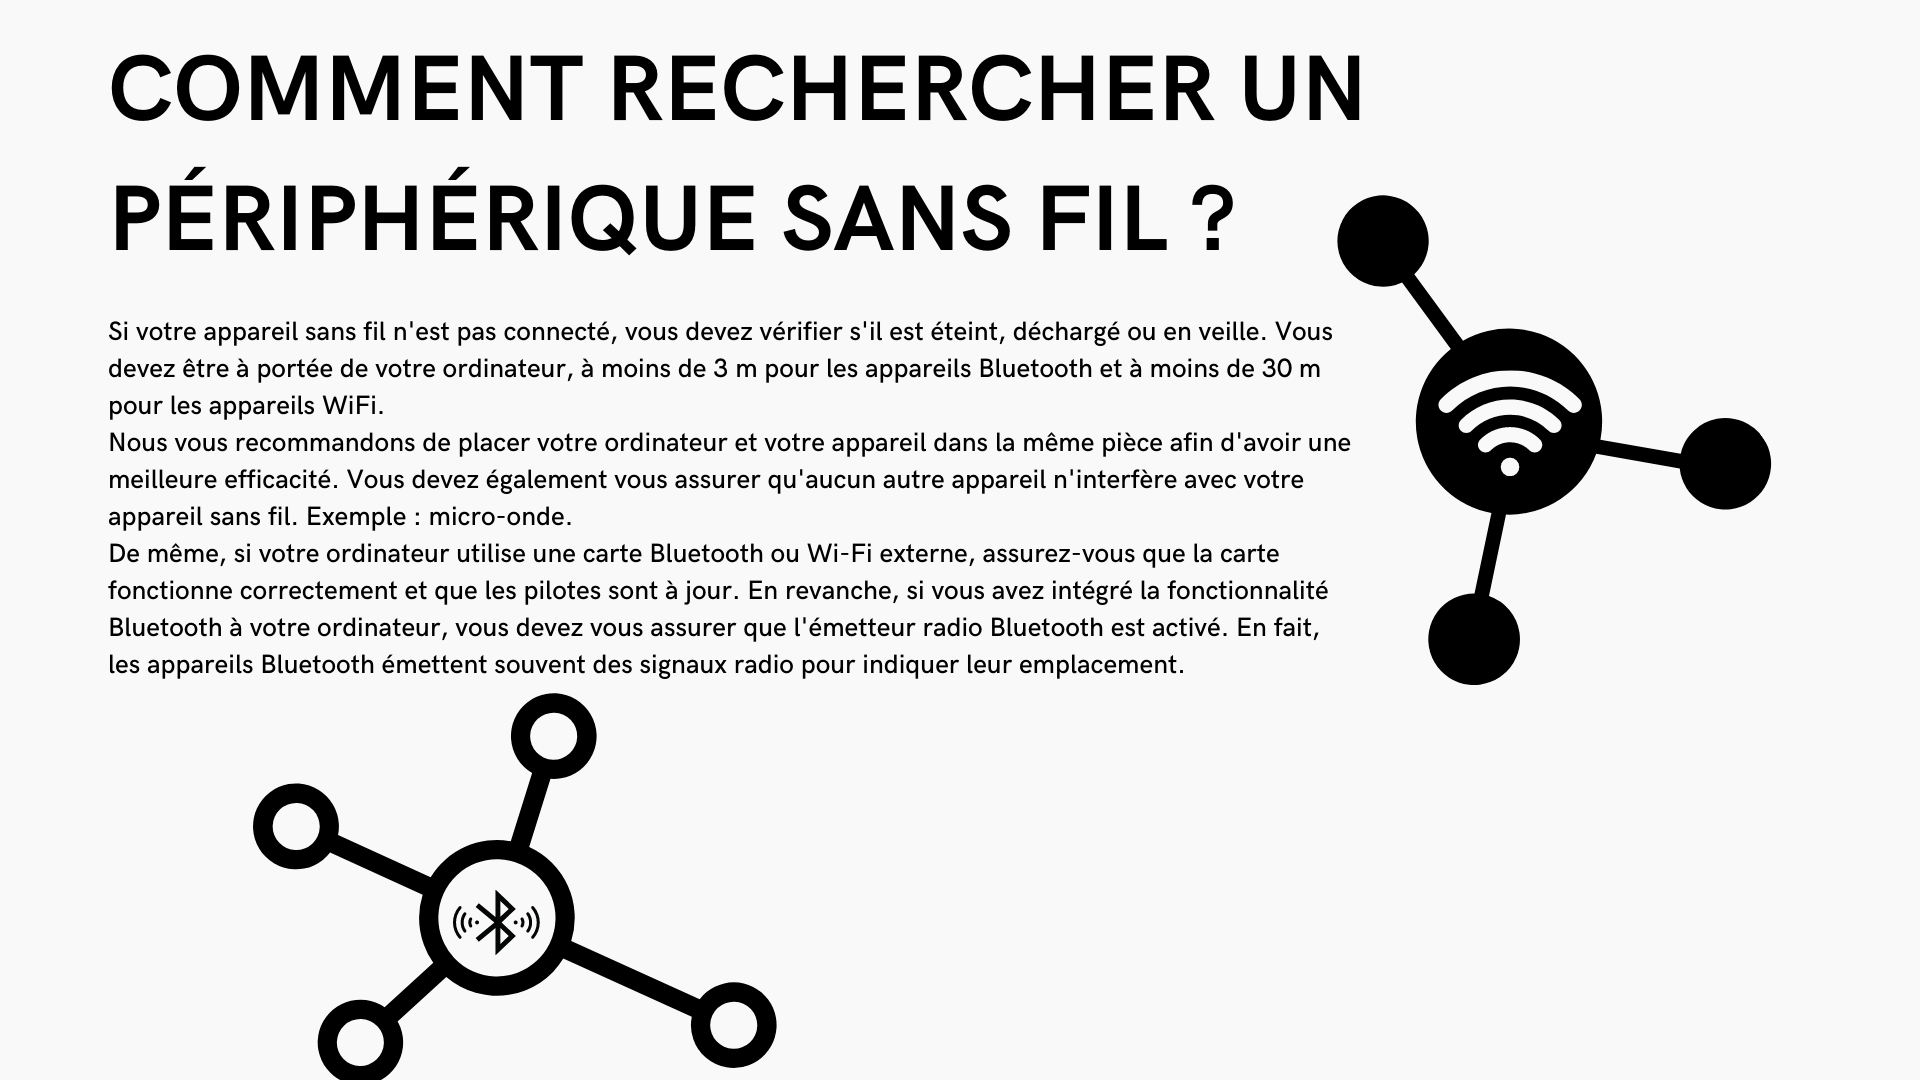 COMMENT RECHERCHER UN
PÉRIPHÉRIQUE SANS FIL ?
Si votre appareil sans fil n'est pas connecté, vous devez vérifier s'il est éteint, déchargé ou en veille. Vous
devez être à portée de votre ordinateur, à moins de 3 m pour les appareils Bluetooth et à moins de 30 m
pour les appareils WiFi.
Nous vous recommandons de placer votre ordinateur et votre appareil dans la même pièce afin d'avoir une
meilleure efficacité. Vous devez également vous assurer qu'aucun autre appareil n'interfère avec votre
appareil sans fil. Exemple : micro-onde.
De même, si votre ordinateur utilise une carte Bluetooth ou Wi-Fi externe, assurez-vous que la carte
fonctionne correctement et que les pilotes sont à jour. En revanche, si vous avez intégré la fonctionnalité
Bluetooth à votre ordinateur, vous devez vous assurer que l'émetteur radio Bluetooth est activé. En fait,
les appareils Bluetooth émettent souvent des signaux radio pour indiquer leur emplacement.